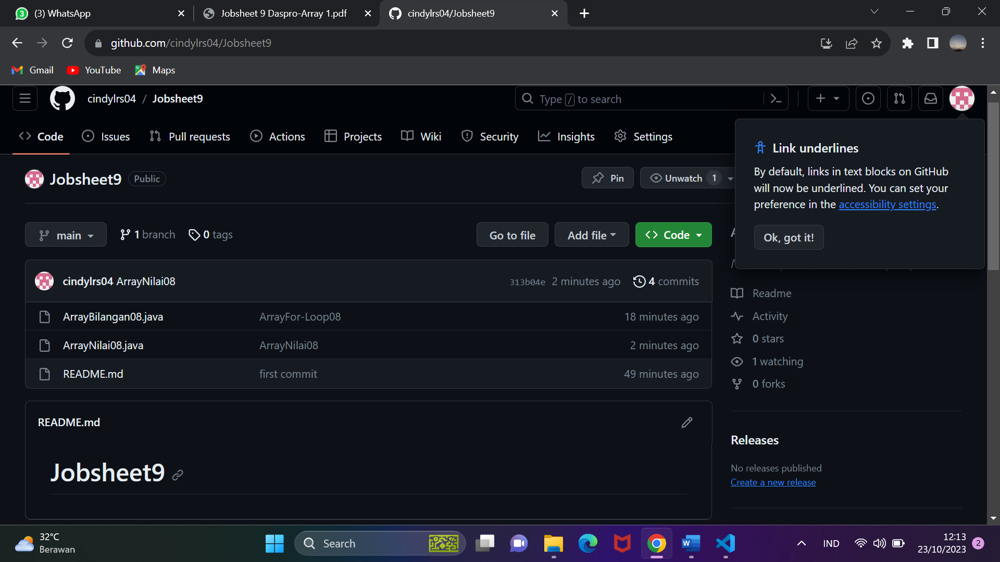 (3) WhatsApp
Jobsheet 9 Daspro-Array 1.pdf
cindylrs04/Jobsheet9
github.com/cindylrs04/Jobsheet9
Gmail
YouTube
Maps
cindylrs04 / Jobsheet9
Type / to search
Code
Issues
Pull requests
Actions
Projects
Wiki
Security
Insights
Settings
Link underlines
By default, links in text blocks on GitHub
will now be underlined. You can set your
preference in the accessibility settings.
Ok, got it!
Jobsheet9
Public
Pin
Unwatch 1
main
1 branch
0 tags
Go to file
Add file
Code
cindylrs04 ArrayNilai08
313b04e 2 minutes ago
4 commits
ArrayBilangan08.java
ArrayFor-Loop08
18 minutes ago
ArrayNilai08.java
ArrayNilai08
2 minutes ago
README.md
first commit
49 minutes ago
Readme
Activity
0 stars
1 watching
0 forks
README.md
Jobsheet9
Releases
No releases published
Create a new release
32°C
Berawan
Search
IND
12:13
23/10/2023
2